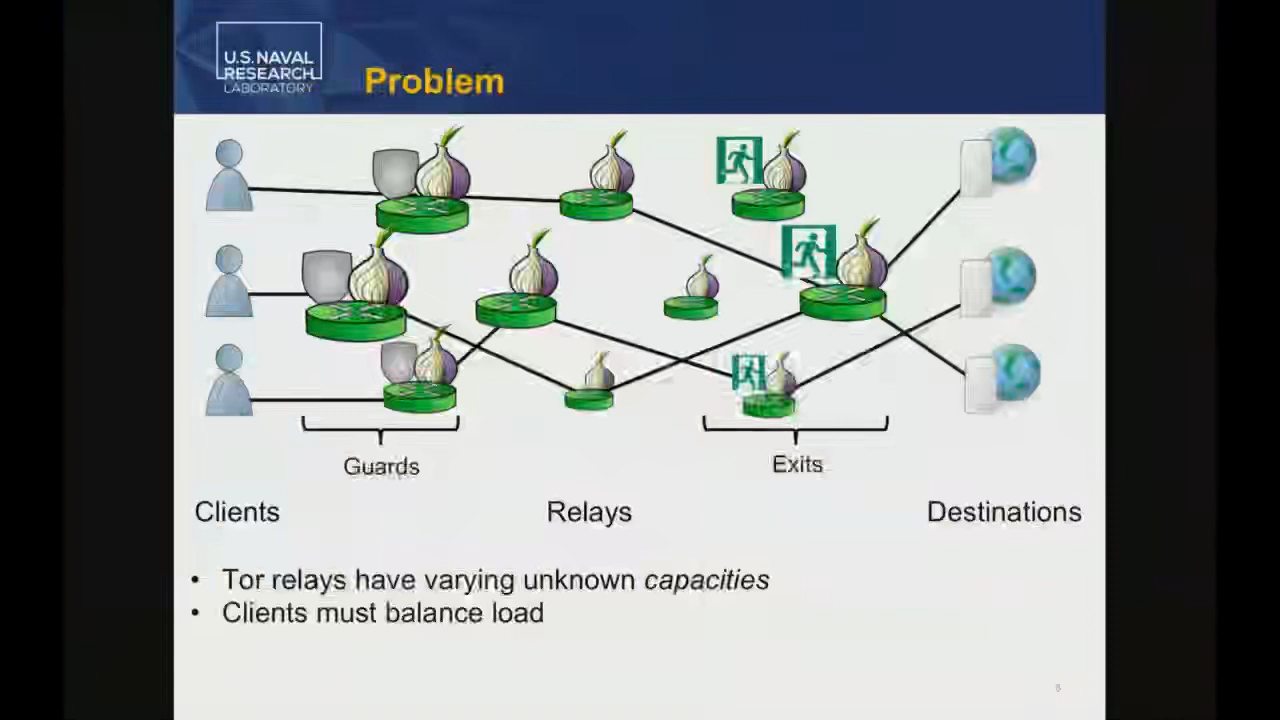 U.S. NAVAL
RESEARCH
LABORATORY
Problem
Guards
Exits
Clients
Relays
Destinations
• Tor relays have varying unknown capacities
• Clients must balance load